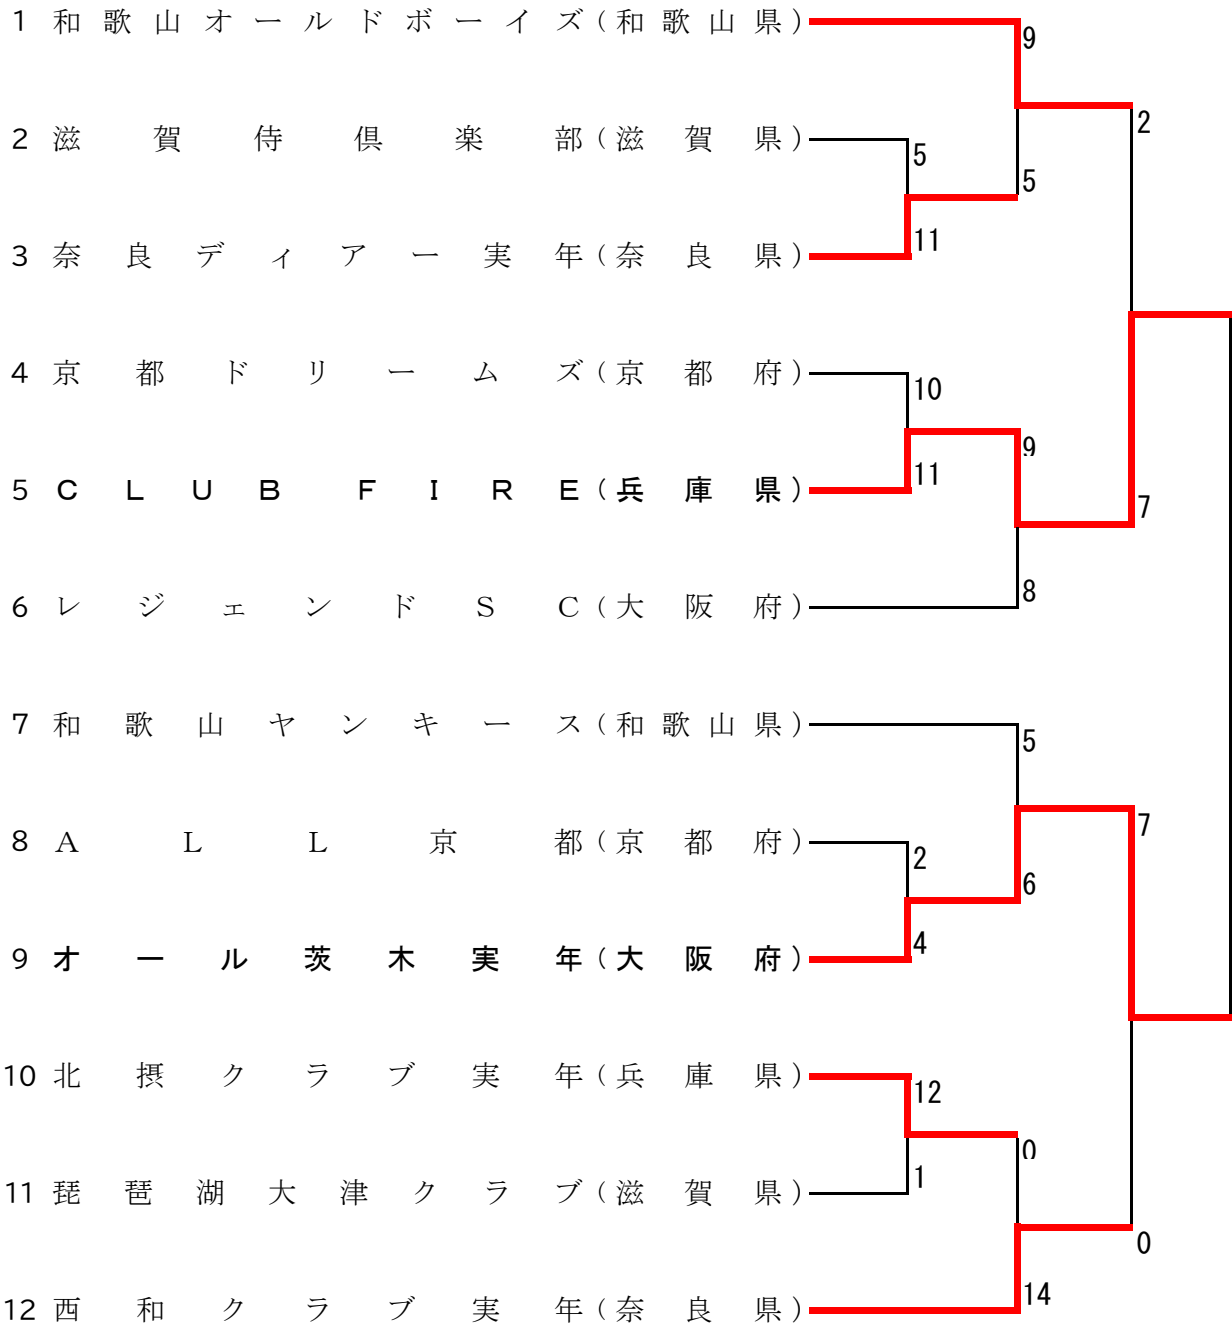 1 和歌山オールドボーイズ(和歌山県)
9
2
2 滋賀侍倶楽部(滋賀県)
5
5
11
3 奈良ディアー実年(奈良県)
4 京都ドリームズ(京都府)
10
9
11
5 CLUB FIRE(兵庫県)
7
8
6 レジェンドSC(大阪府)
7 和歌山ヤンキース(和歌山県)
5
7
8 ALL京都(京都府)
2
6
4
9 オール茨木実年(大阪府)
10 北摂クラブ実年(兵庫県)
12
0
1
11 琵琶湖大津クラブ(滋賀県)
0
14
12 西和クラブ実年(奈良県)